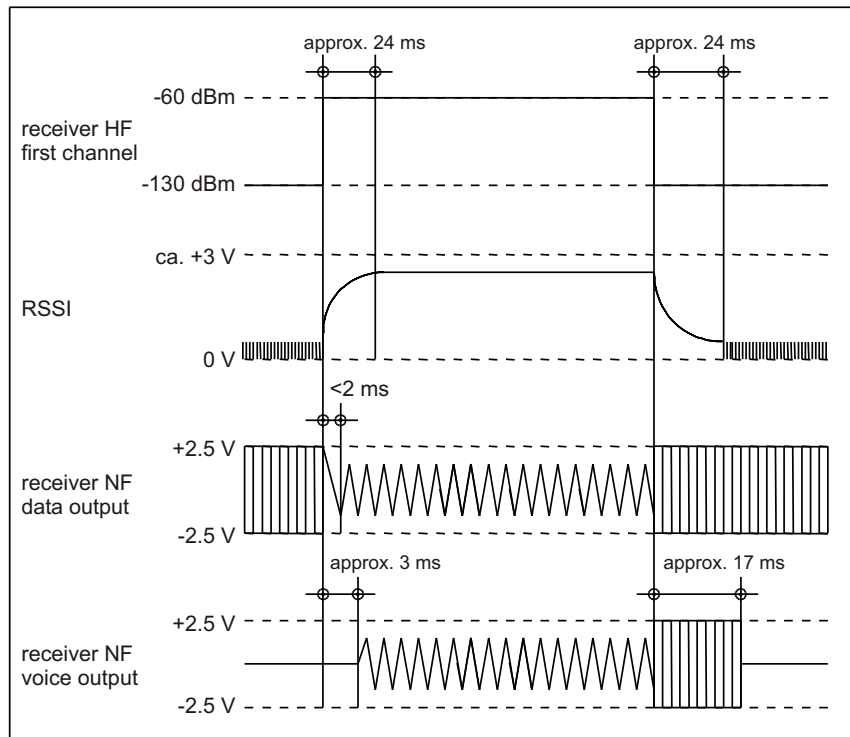 approx. 24 ms approx. 24 ms
-60 dBm
receiver HF
first channel
-130 dBm
ca. +3 V
RSSI
0 V
<2 ms
+2.5 V
receiver NF
data output
-2.5 V
approx. 3 ms approx. 17 ms
+2.5 V
receiver NF
voice output
-2.5 V